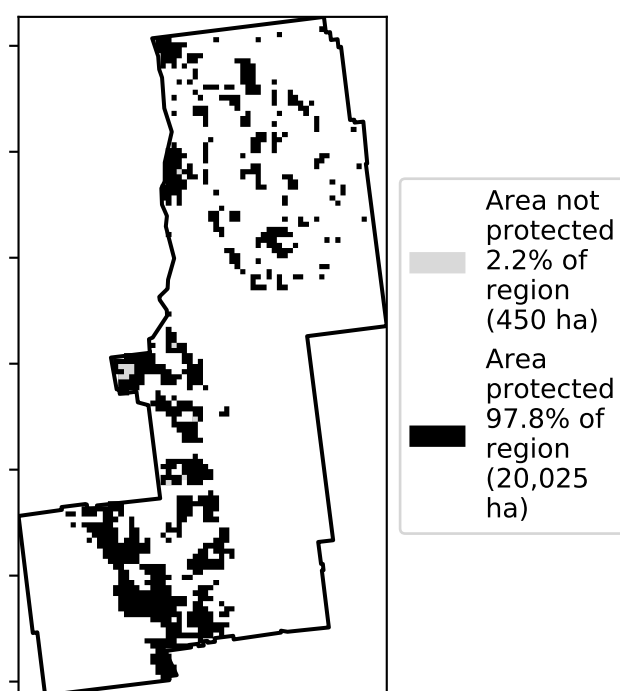 Area not
protected
2.2% of
region
(450 ha)
Area
protected
97.8% of
region
(20,025
ha)